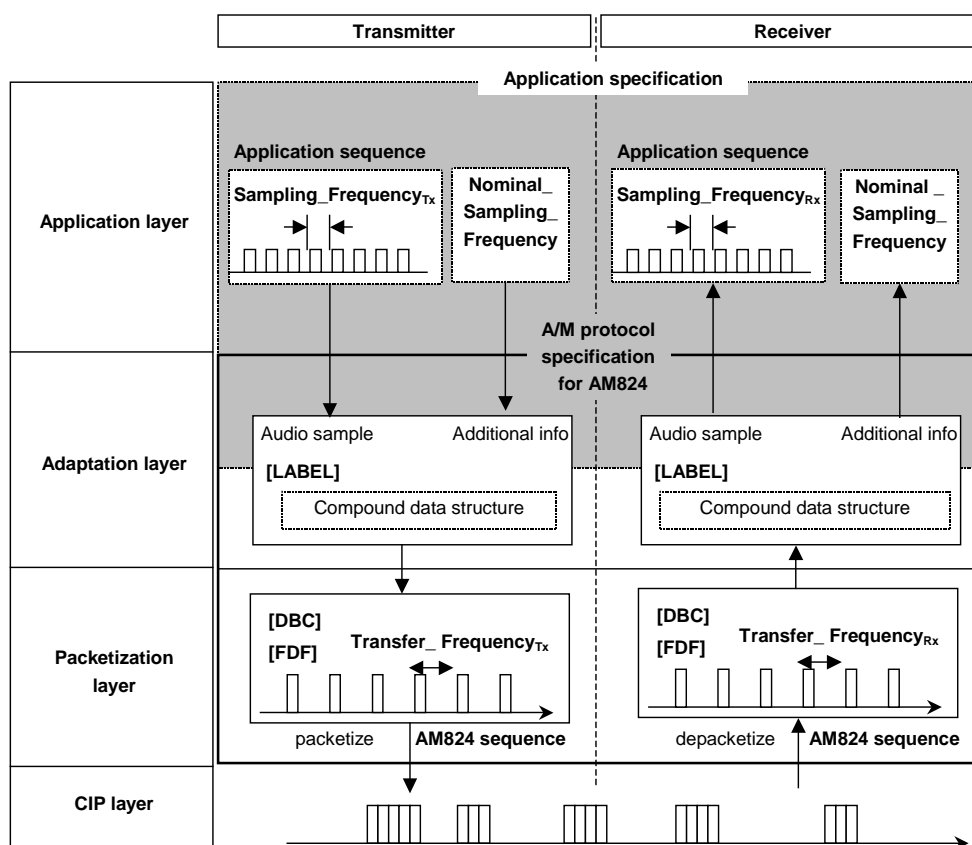 Transmitter
Receiver
Application specification
Application layer
Application sequence
Sampling_FrequencyTx
Nominal_
Sampling_
Frequency
Application sequence
Sampling_FrequencyRx
Nominal _
Sampling_
Frequency
A/M protocol
specification
for AM824
Adaptation layer
Audio sample
Additional info
[LABEL]
Compound data structure
Audio sample
Additional info
[LABEL]
Compound data structure
Packetization
layer
[DBC]
[FDF]
Transfer_ FrequencyTx
packetize
AM824 sequence
[DBC]
[FDF]
Transfer_ FrequencyRx
depacketize
AM824 sequence
CIP layer